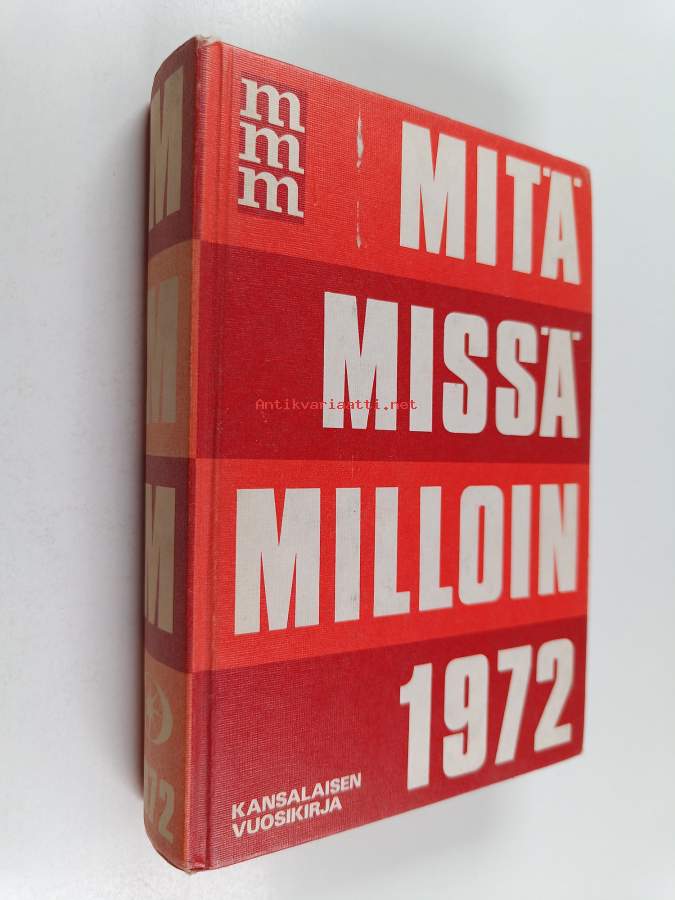 m
m
m
MITÄ
MISSÄ
MILLOIN
1972
KANSALAISEN
VUOSIKIRJA
M
M
M
72
Antikvariaatti.net